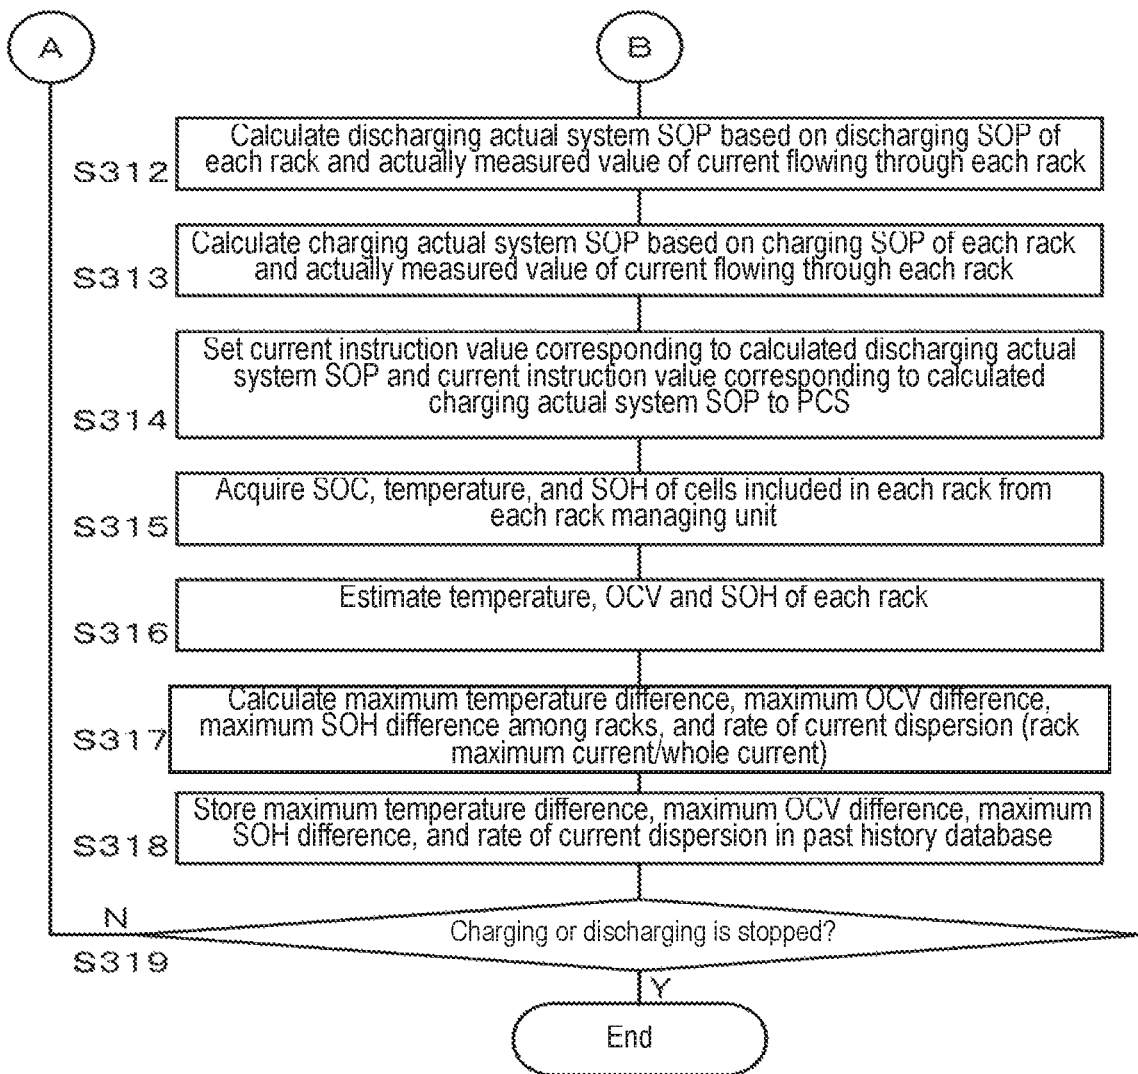 A
B
Calculate discharging actual system SOP based on discharging SOP of
each rack and actually measured value of current flowing through each rack
S312
Calculate charging actual system SOP based on charging SOP of each rack
and actually measured value of current flowing through each rack
S313
Set current instruction value corresponding to calculated discharging actual
system SOP and current instruction value corresponding to calculated
charging actual system SOP to PCS
S314
Acquire SOC, temperature, and SOH of cells included in each rack from
each rack managing unit
S315
Estimate temperature, OCV and SOH of each rack
S316
Calculate maximum temperature difference, maximum OCV difference,
maximum SOH difference among racks, and rate of current dispersion (rack
maximum current/whole current)
S317
Store maximum temperature difference, maximum OCV difference, maximum
SOH difference, and rate of current dispersion in past history database
S318
N
Charging or discharging is stopped?
S319
Y
End